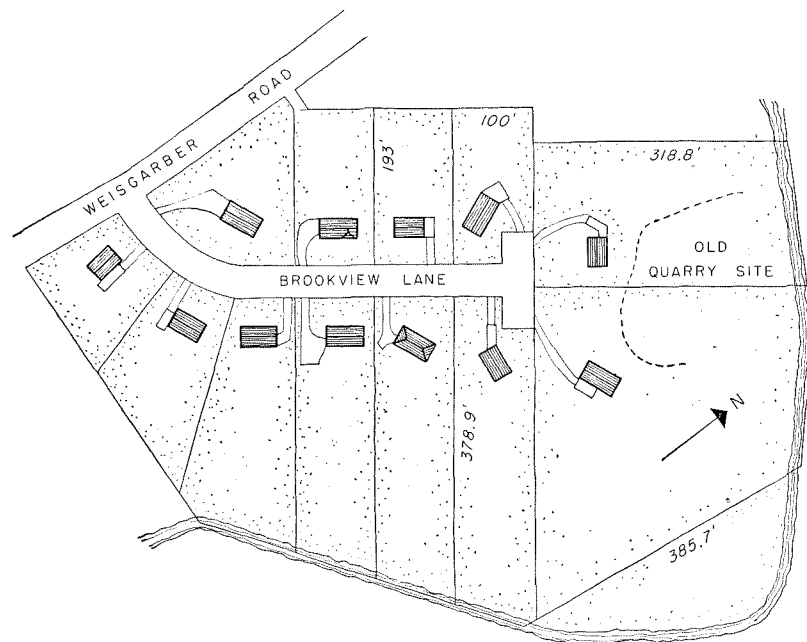 WEISGARBER ROAD
100'
193'
318.8'
OLD
QUARRY SITE
BROOKVIEW LANE
378.9'
N
385.7'